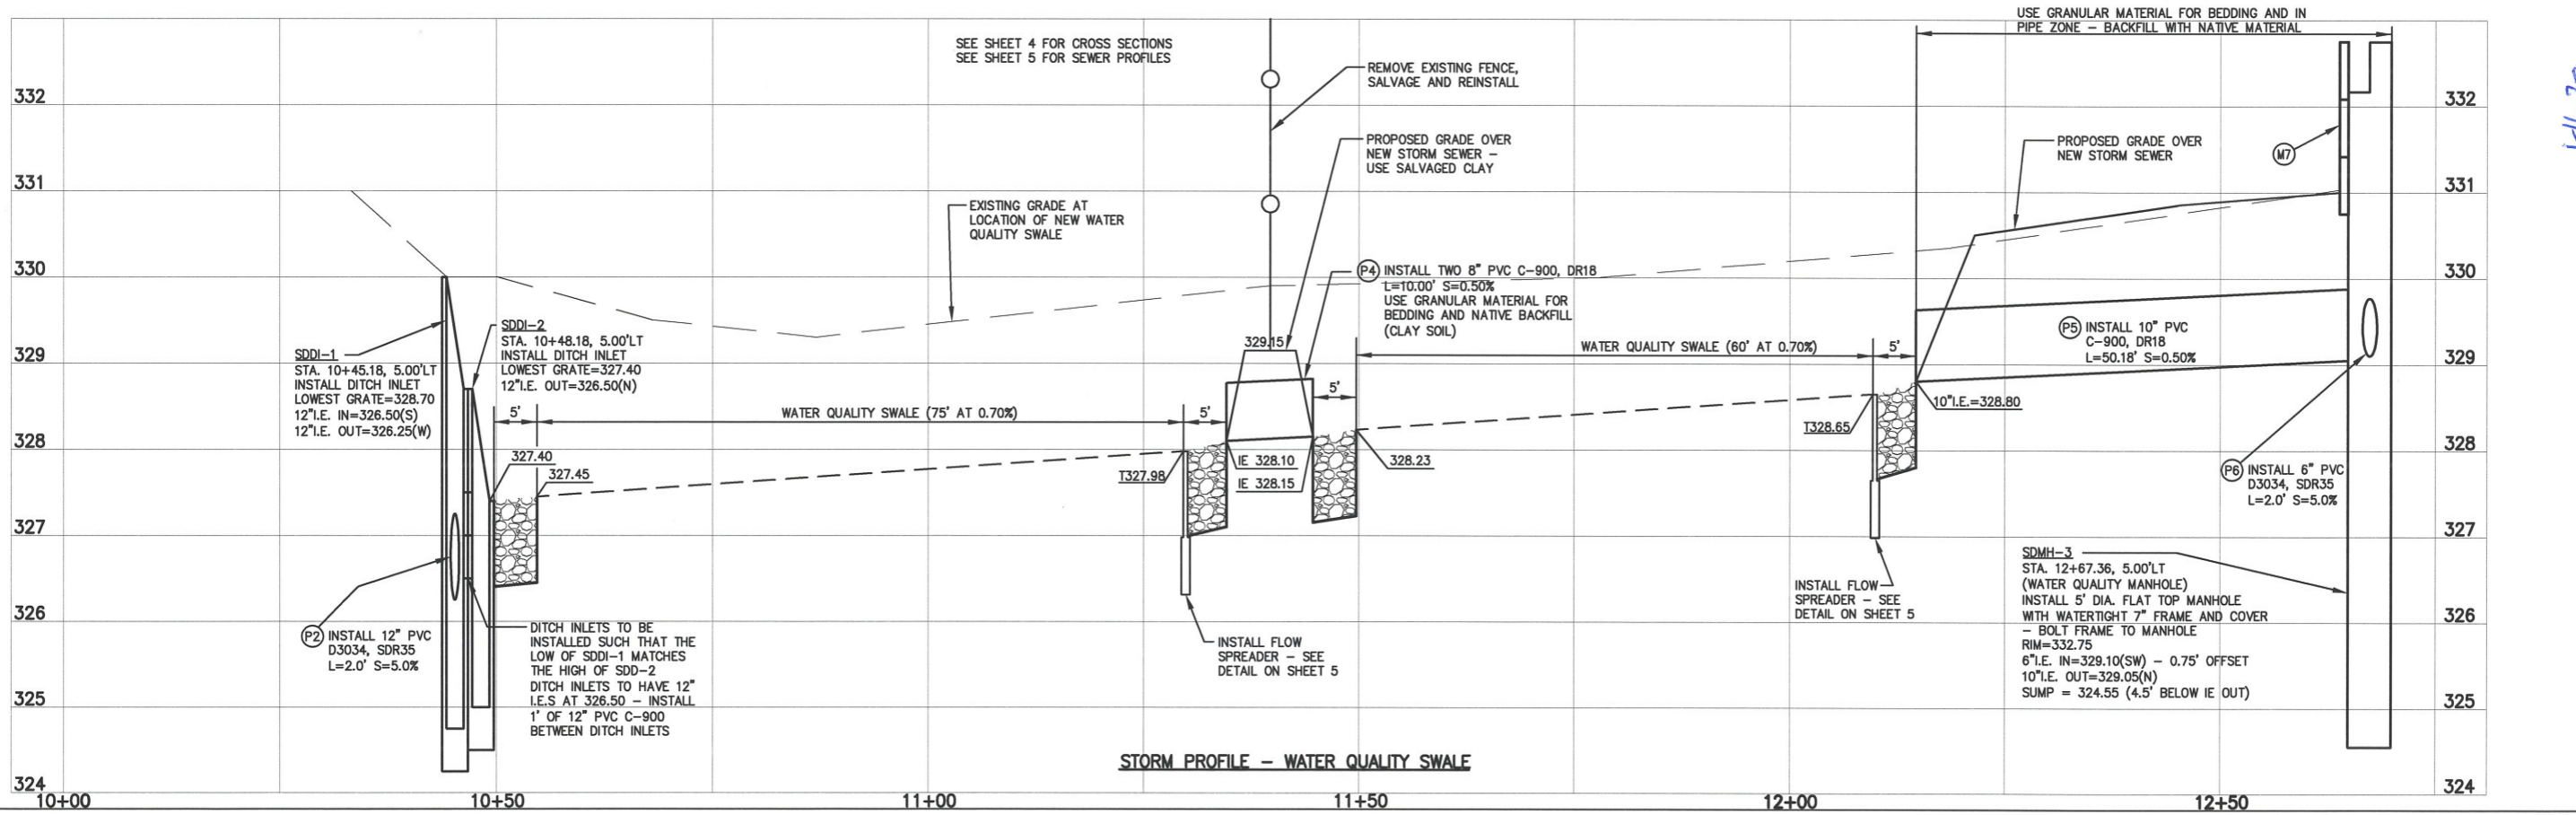 USE GRANULAR MATERIAL FOR BEDDING AND IN
PIPE ZONE – BACKFILL WITH NATIVE MATERIAL
SEE SHEET 4 FOR CROSS SECTIONS
SEE SHEET 5 FOR SEWER PROFILES
REMOVE EXISTING FENCE,
SALVAGE AND REINSTALL
332
332
PROPOSED GRADE OVER
NEW STORM SEWER –
USE SALVAGED CLAY
PROPOSED GRADE OVER
NEW STORM SEWER
M7
331
331
EXISTING GRADE AT
LOCATION OF NEW WATER
QUALITY SWALE
330
330
P4 INSTALL TWO 8" PVC C-900, DR18
L=10.00' S=0.50%
USE GRANULAR MATERIAL FOR
BEDDING AND NATIVE BACKFILL
(CLAY SOIL)
SDDI-1
STA. 10+45.18, 5.00'LT
INSTALL DITCH INLET
LOWEST GRATE=328.70
12"I.E. IN=326.50(S)
12"I.E. OUT=326.25(W)
SDDI-2
STA. 10+48.18, 5.00'LT
INSTALL DITCH INLET
LOWEST GRATE=327.40
12"I.E. OUT=326.50(N)
329
329.15
WATER QUALITY SWALE (60' AT 0.70%)
5'
P5 INSTALL 10" PVC
C-900, DR18
L=50.18' S=0.50%
329
5'
WATER QUALITY SWALE (75' AT 0.70%)
5'
5'
10"I.E.=328.80
328
327.40
327.45
T327.98
IE 328.10
IE 328.15
328.23
T328.65
328
P6 INSTALL 6" PVC
D3034, SDR35
L=2.0' S=5.0%
327
327
SDMH-3
STA. 12+67.36, 5.00'LT
(WATER QUALITY MANHOLE)
INSTALL 5' DIA. FLAT TOP MANHOLE
WITH WATERTIGHT 7" FRAME AND COVER
– BOLT FRAME TO MANHOLE
RIM=332.75
6"I.E. IN=329.10(SW) – 0.75' OFFSET
10"I.E. OUT=329.05(N)
SUMP = 324.55 (4.5' BELOW IE OUT)
326
326
P2 INSTALL 12" PVC
D3034, SDR35
L=2.0' S=5.0%
DITCH INLETS TO BE
INSTALLED SUCH THAT THE
LOW OF SDDI-1 MATCHES
THE HIGH OF SDD-2
DITCH INLETS TO HAVE 12"
I.E.S AT 326.50 – INSTALL
1' OF 12" PVC C-900
BETWEEN DITCH INLETS
INSTALL FLOW
SPREADER – SEE
DETAIL ON SHEET 5
INSTALL FLOW
SPREADER – SEE
DETAIL ON SHEET 5
325
325
STORM PROFILE – WATER QUALITY SWALE
324
324
10+00
10+50
11+00
11+50
12+00
12+50